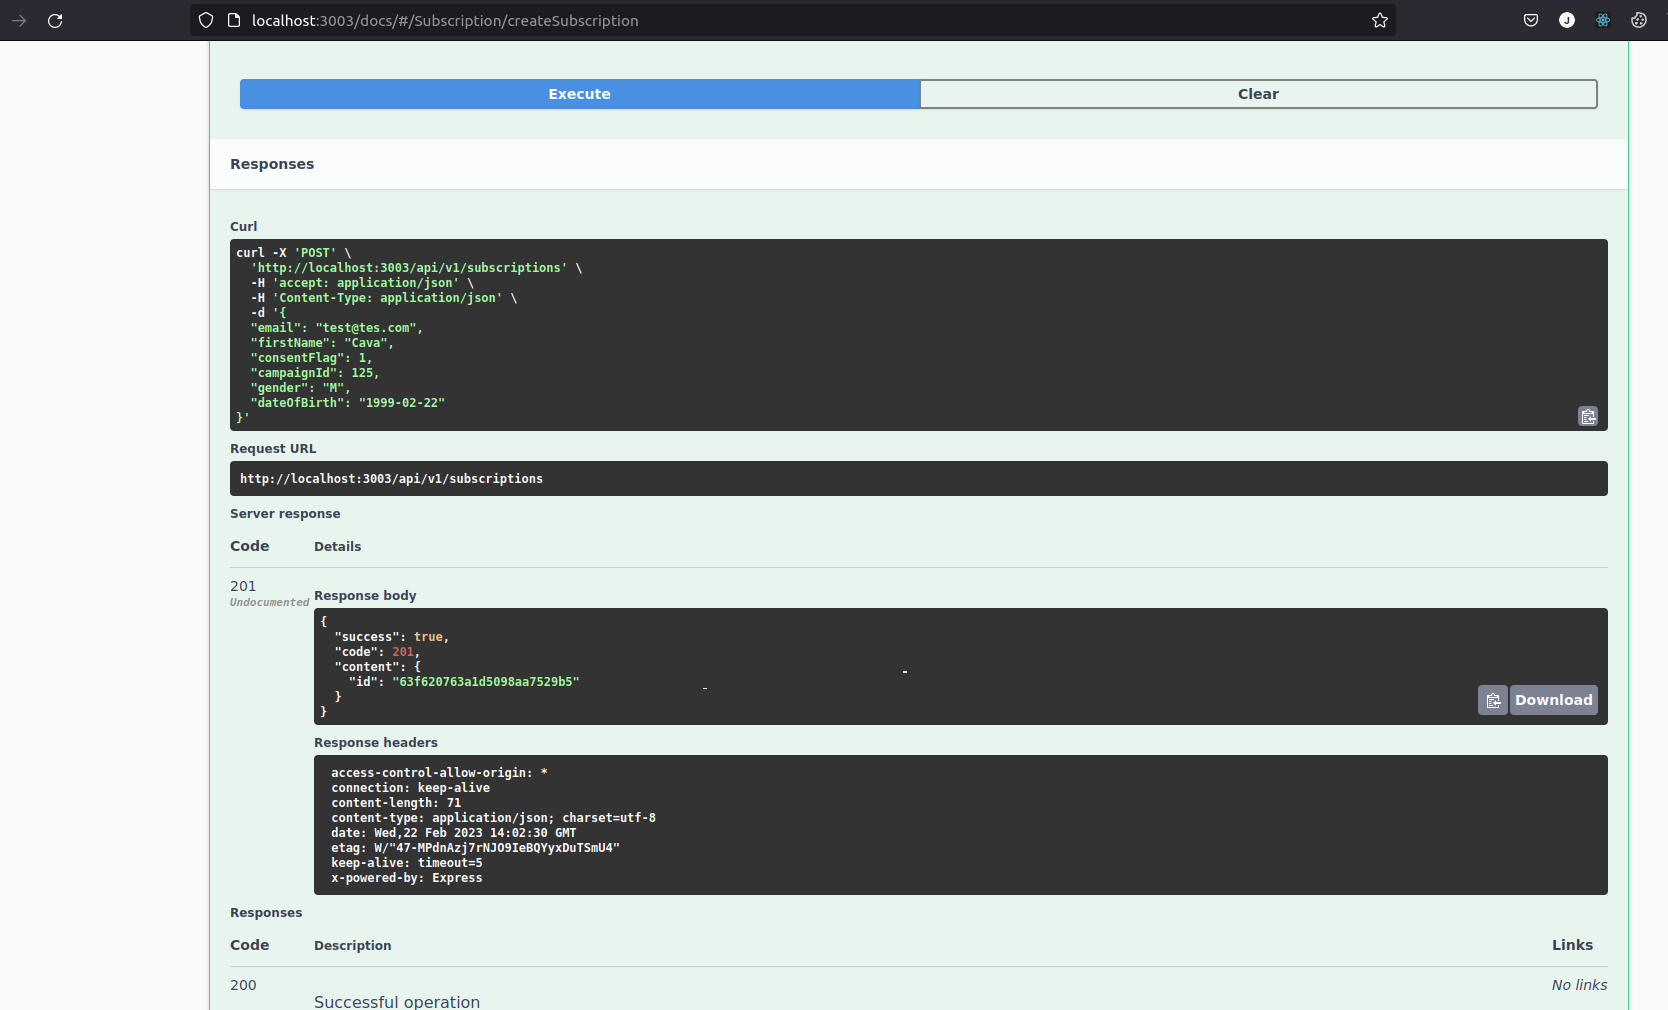 localhost:3003/docs/#/Subscription/createSubscription
J
Execute
Clear
Responses
Curl
curl -X 'POST' \
'http://localhost:3003/api/v1/subscriptions' \
-H 'accept: application/json' \
-H 'Content-Type: application/json' \
-d '{
"email": "test@tes.com",
"firstName": "Cava",
"consentFlag": 1,
"campaignId": 125,
"gender": "M",
"dateOfBirth": "1999-02-22"
}'
Request URL
http://localhost:3003/api/v1/subscriptions
Server response
Code Details
201
Undocumented
Response body
{
"success": true,
"code": 201,
"content": {
"id": "63f620763a1d5098aa7529b5"
}
}
Download
Response headers
access-control-allow-origin: *
connection: keep-alive
content-length: 71
content-type: application/json; charset=utf-8
date: Wed,22 Feb 2023 14:02:30 GMT
etag: W/"47-MPdnAzj7rNJO9IeBQYyxDuTSmU4"
keep-alive: timeout=5
x-powered-by: Express
Responses
Code Description Links
200 No links
Successful operation